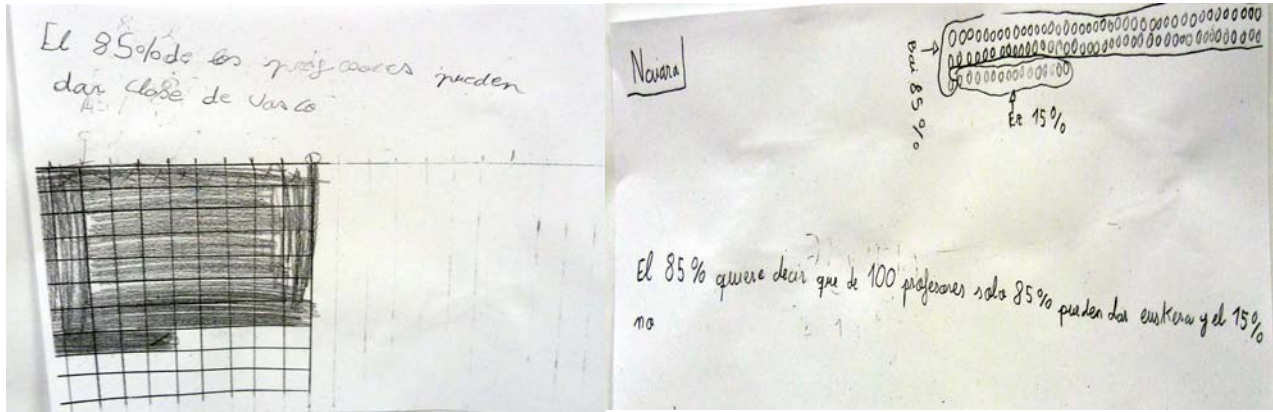 El 85% de los profesores pueden
dar clase de vasco
Naiara
Bai 85 %
Ez 15%
El 85% quiere decir que de 100 profesores solo 85% pueden dar euskera y el 15%
no